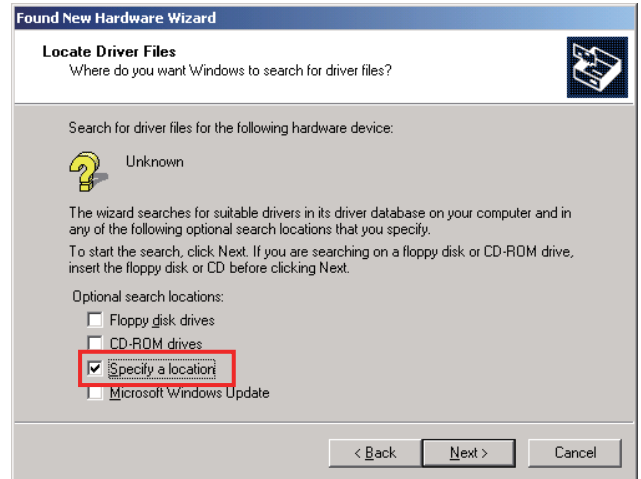 Found New Hardware Wizard
Locate Driver Files
Where do you want Windows to search for driver files?
Search for driver files for the following hardware device:
Unknown
The wizard searches for suitable drivers in its driver database on your computer and in
any of the following optional search locations that you specify.
To start the search, click Next. If you are searching on a floppy disk or CD-ROM drive,
insert the floppy disk or CD before clicking Next.
Optional search locations:
Floppy disk drives
CD-ROM drives
Specify a location
Microsoft Windows Update
< Back Next > Cancel